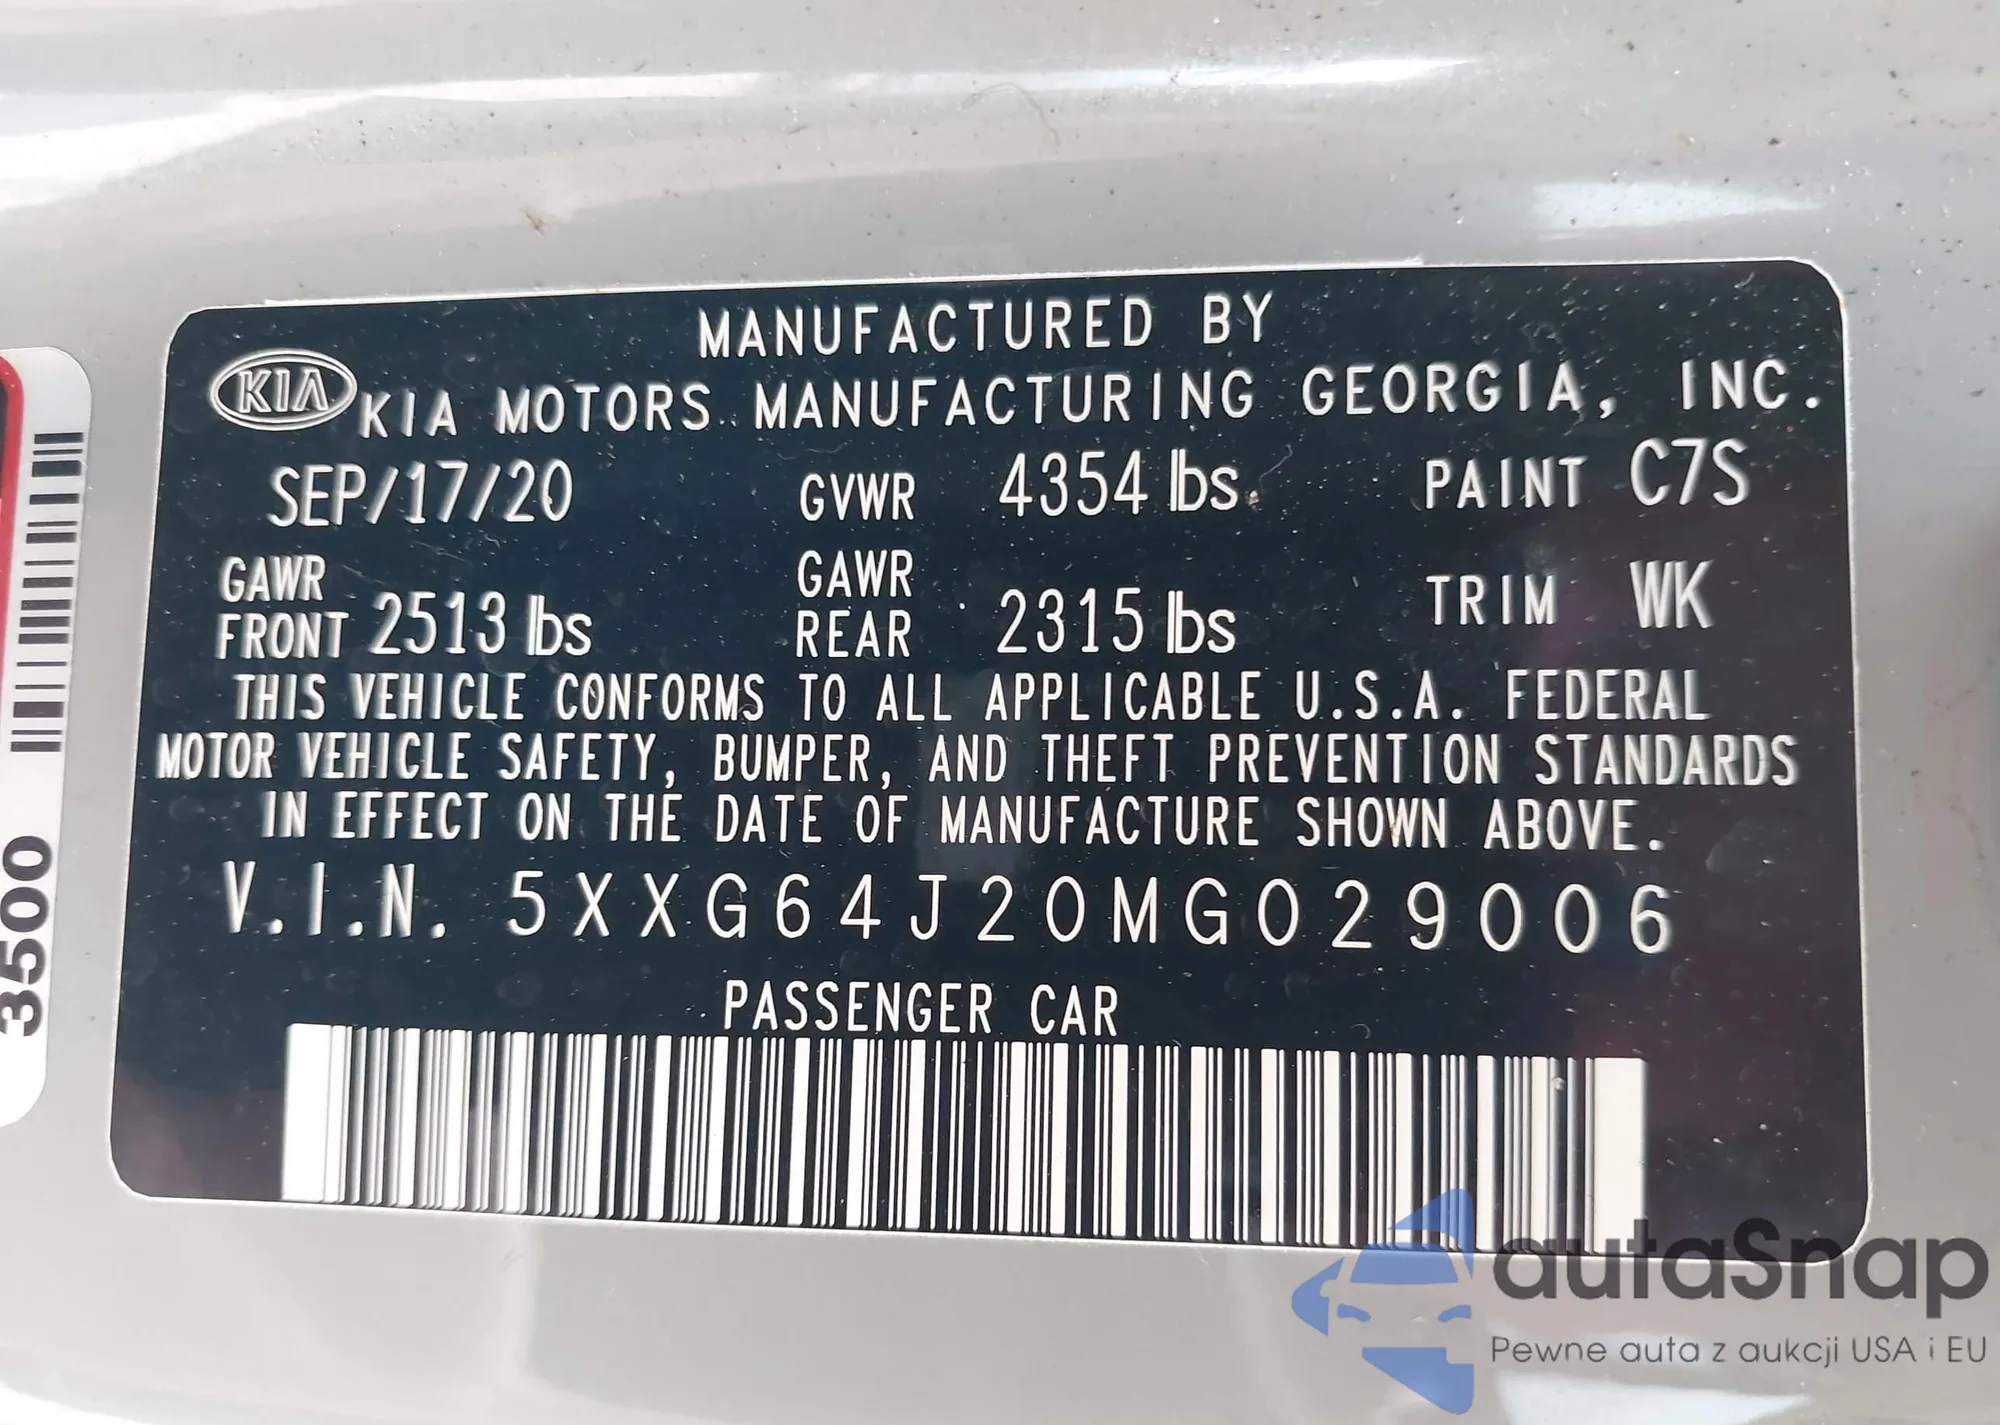 MANUFACTURED BY
KIA KIA MOTORS MANUFACTURING GEORGIA, INC.
SEP/17/20 GVWR 4354 lbs. PAINT C7S
GAWR FRONT 2513 lbs GAWR REAR 2315 lbs TRIM WK
THIS VEHICLE CONFORMS TO ALL APPLICABLE U.S.A. FEDERAL
MOTOR VEHICLE SAFETY, BUMPER, AND THEFT PREVENTION STANDARDS
IN EFFECT ON THE DATE OF MANUFACTURE SHOWN ABOVE.
V.I.N. 5XXG64J20MG029006
PASSENGER CAR
3500
autaSnap
Pewne auta z aukcji USA i EU